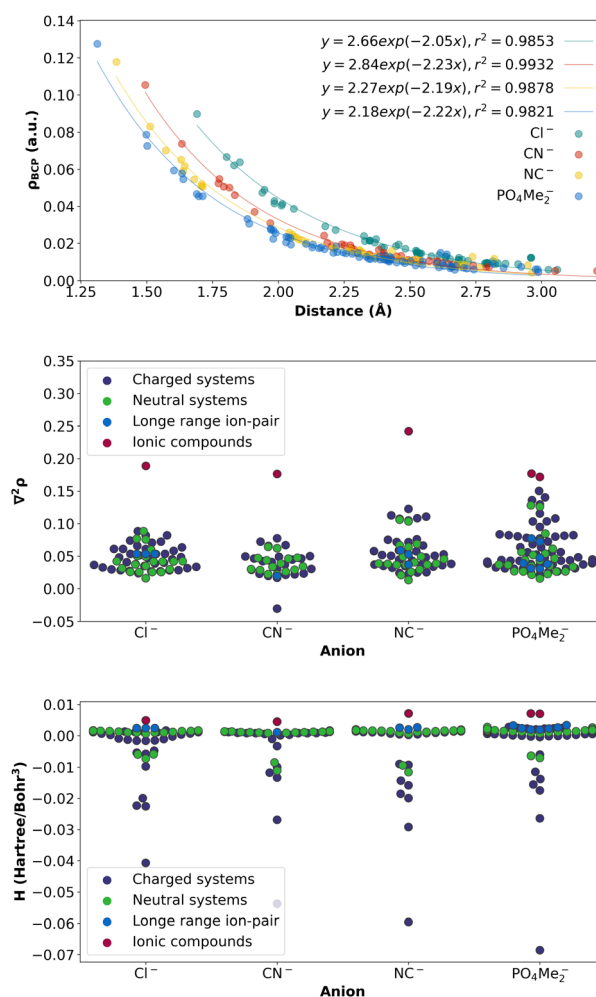 0.14
0.12
0.10
0.08
0.06
0.04
0.02
0.00
ρBCP (a.u.)
y = 2.66exp(−2.05x), r² = 0.9853
y = 2.84exp(−2.23x), r² = 0.9932
y = 2.27exp(−2.19x), r² = 0.9878
y = 2.18exp(−2.22x), r² = 0.9821
Cl⁻
CN⁻
NC⁻
PO₄Me₂⁻
1.25 1.50 1.75 2.00 2.25 2.50 2.75 3.00
Distance (Å)
0.35
0.30
0.25
0.20
0.15
0.10
0.05
0.00
−0.05
∇²ρ
Charged systems
Neutral systems
Longe range ion-pair
Ionic compounds
Cl⁻ CN⁻ NC⁻ PO₄Me₂⁻
Anion
0.01
0.00
−0.01
−0.02
−0.03
−0.04
−0.05
−0.06
−0.07
H (Hartree/Bohr³)
Charged systems
Neutral systems
Longe range ion-pair
Ionic compounds
Cl⁻ CN⁻ NC⁻ PO₄Me₂⁻
Anion